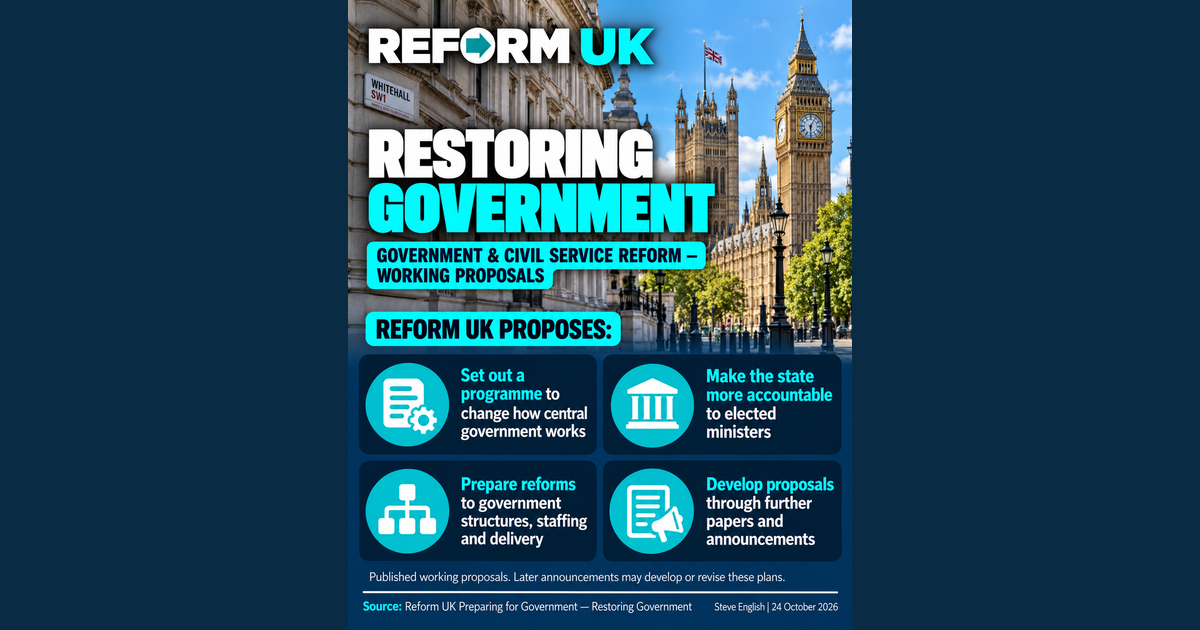 REFORM UK
WHITEHALL
SW1
RESTORING
GOVERNMENT
GOVERNMENT & CIVIL SERVICE REFORM –
WORKING PROPOSALS
REFORM UK PROPOSES:
Set out a
programme to
change how central
government works
Make the state
more accountable
to elected
ministers
Prepare reforms
to government
structures, staffing
and delivery
Develop proposals
through further
papers and
announcements
Published working proposals. Later announcements may develop or revise these plans.
Source: Reform UK Preparing for Government — Restoring Government
Steve English | 24 October 2026